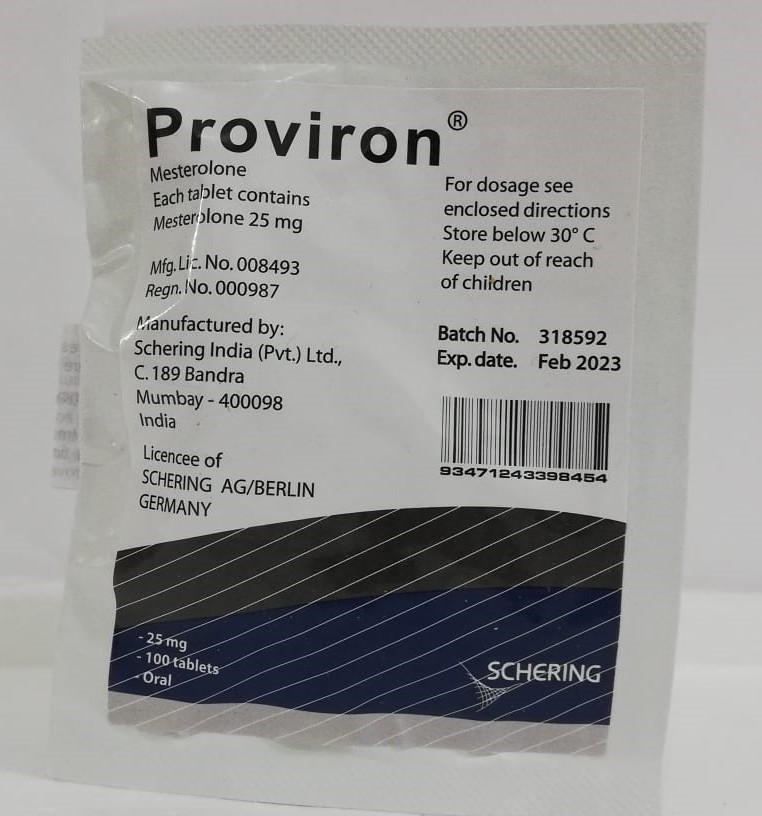 Proviron®
Mesterolone
Each tablet contains
Mesterolone 25 mg
Mfg. Lic. No. 008493
Regn. No. 000987
Manufactured by:
Schering India (Pvt.) Ltd.,
C. 189 Bandra
Mumbay - 400098
India
Licencee of
SCHERING AG/BERLIN
GERMANY
For dosage see
enclosed directions
Store below 30° C
Keep out of reach
of children
Batch No. 318592
Exp. date. Feb 2023
93471243398454
- 25 mg
- 100 tablets
- Oral
SCHERING